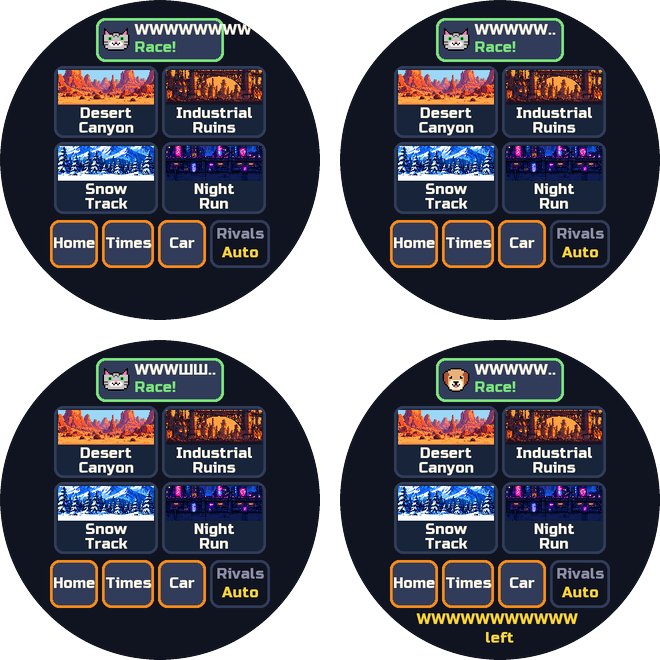 WWWWWWWW
Race!
Desert
Canyon
Industrial
Ruins
Snow
Track
Night
Run
Home
Times
Car
Rivals
Auto
WWWWW..
Race!
Desert
Canyon
Industrial
Ruins
Snow
Track
Night
Run
Home
Times
Car
Rivals
Auto
WWWШШ..
Race!
Desert
Canyon
Industrial
Ruins
Snow
Track
Night
Run
Home
Times
Car
Rivals
Auto
WWWWW..
Race!
Desert
Canyon
Industrial
Ruins
Snow
Track
Night
Run
Home
Times
Car
Rivals
Auto
WWWWWWWWWWW
left